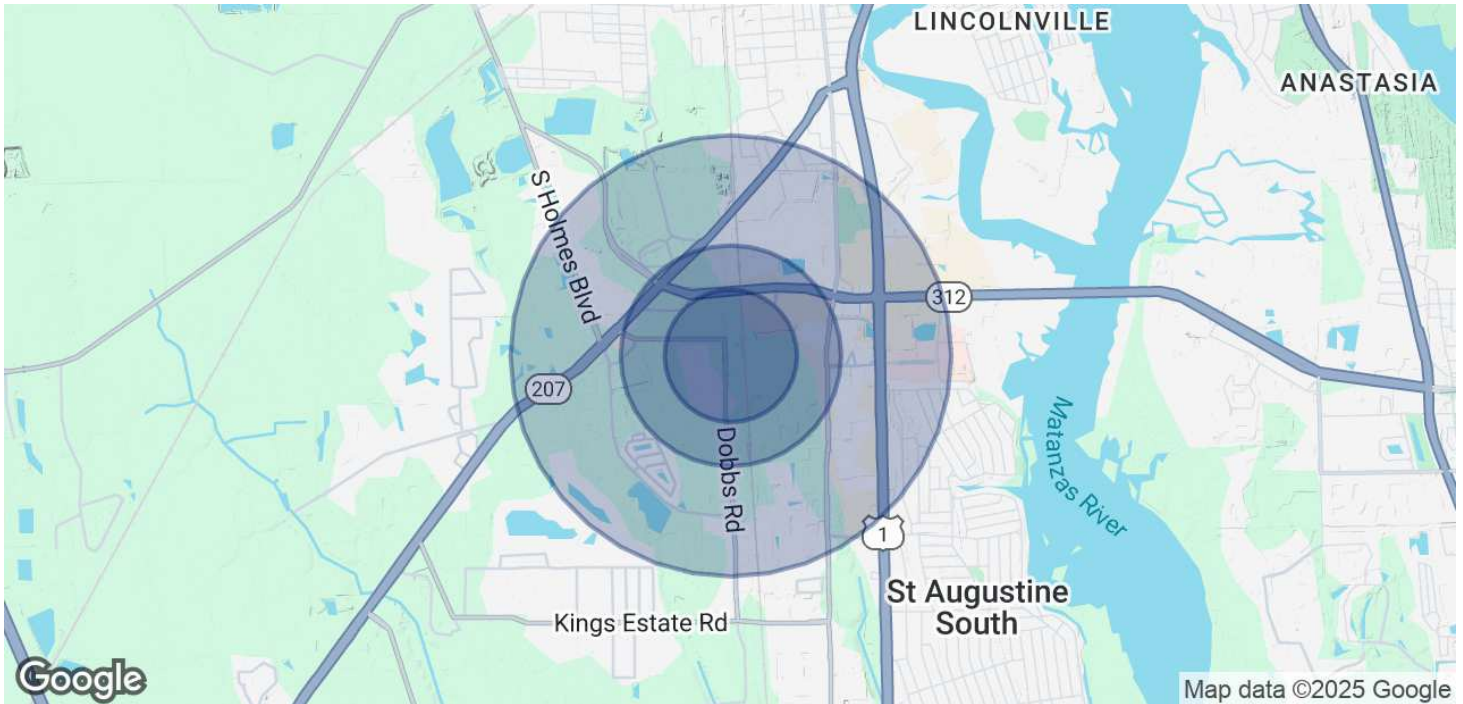 LINCOLNVILLE
ANASTASIA
S Holmes Blvd
312
207
Matanzas River
Dobbs Rd
1
St Augustine
South
Kings Estate Rd
Google
Map data ©2025 Google